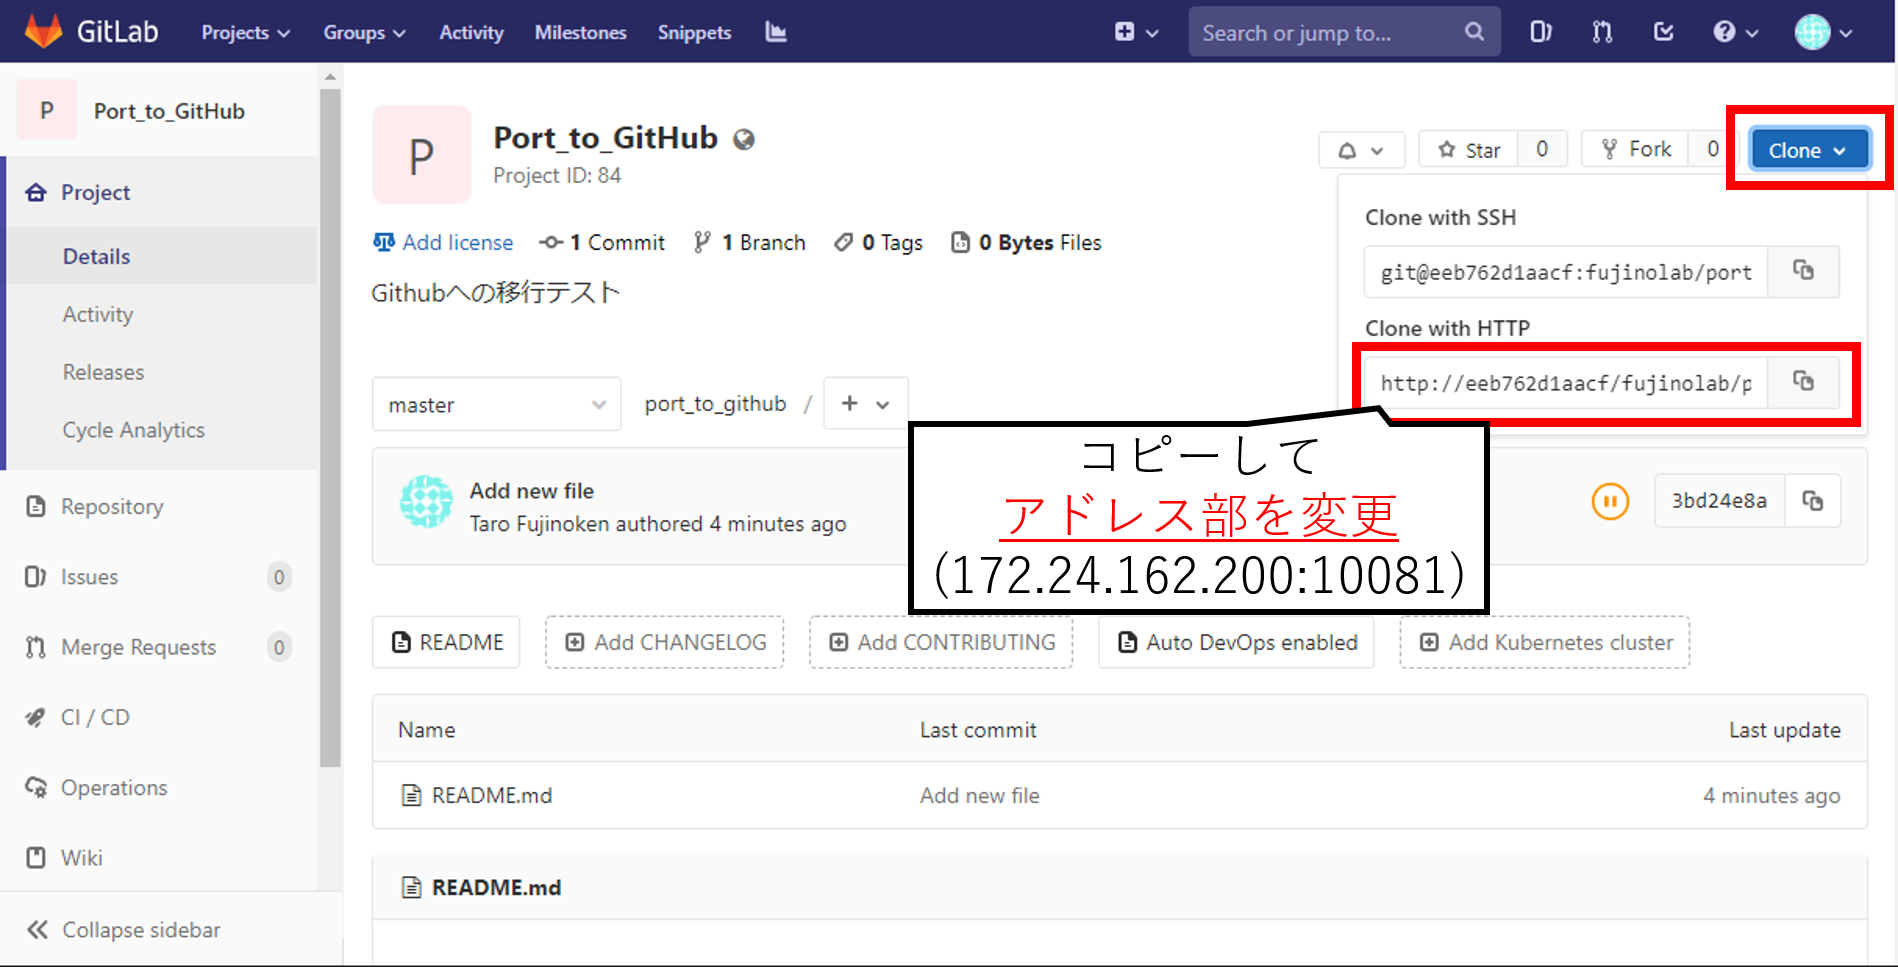 GitLab Projects Groups Activity Milestones Snippets Search or jump to...
P Port_to_GitHub
Project
Details
Activity
Releases
Cycle Analytics
Repository
Issues 0
Merge Requests 0
CI / CD
Operations
Wiki
Collapse sidebar
P
Port_to_GitHub
Project ID: 84
Star 0 Fork 0 Clone
Add license 1 Commit 1 Branch 0 Tags 0 Bytes Files
Githubへの移行テスト
Clone with SSH
git@eeb762d1aacf:fujinolab/port
Clone with HTTP
http://eeb762d1aacf/fujinolab/p
master port_to_github / +
コピーして
アドレス部を変更
(172.24.162.200:10081)
Add new file
Taro Fujinoken authored 4 minutes ago
3bd24e8a
README Add CHANGELOG Add CONTRIBUTING Auto DevOps enabled Add Kubernetes cluster
Name Last commit Last update
README.md Add new file 4 minutes ago
README.md